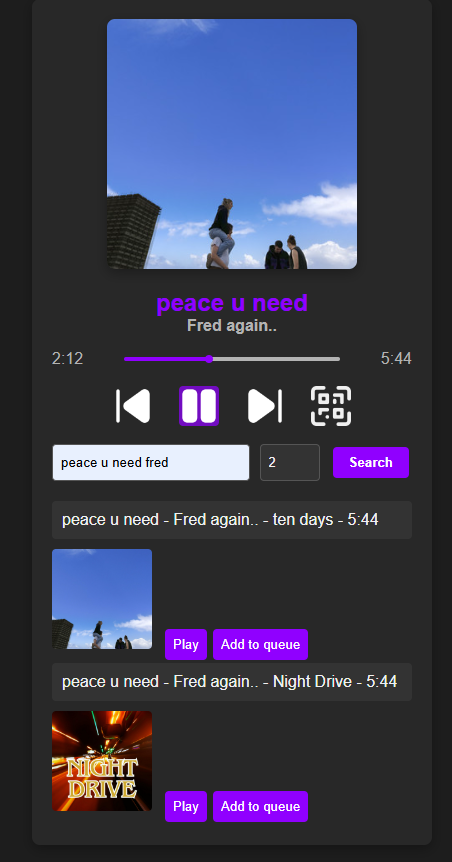 peace u need
Fred again..
2:12
5:44
peace u need fred
2
Search
peace u need - Fred again.. - ten days - 5:44
Play
Add to queue
peace u need - Fred again.. - Night Drive - 5:44
NIGHT
DRIVE
Play
Add to queue